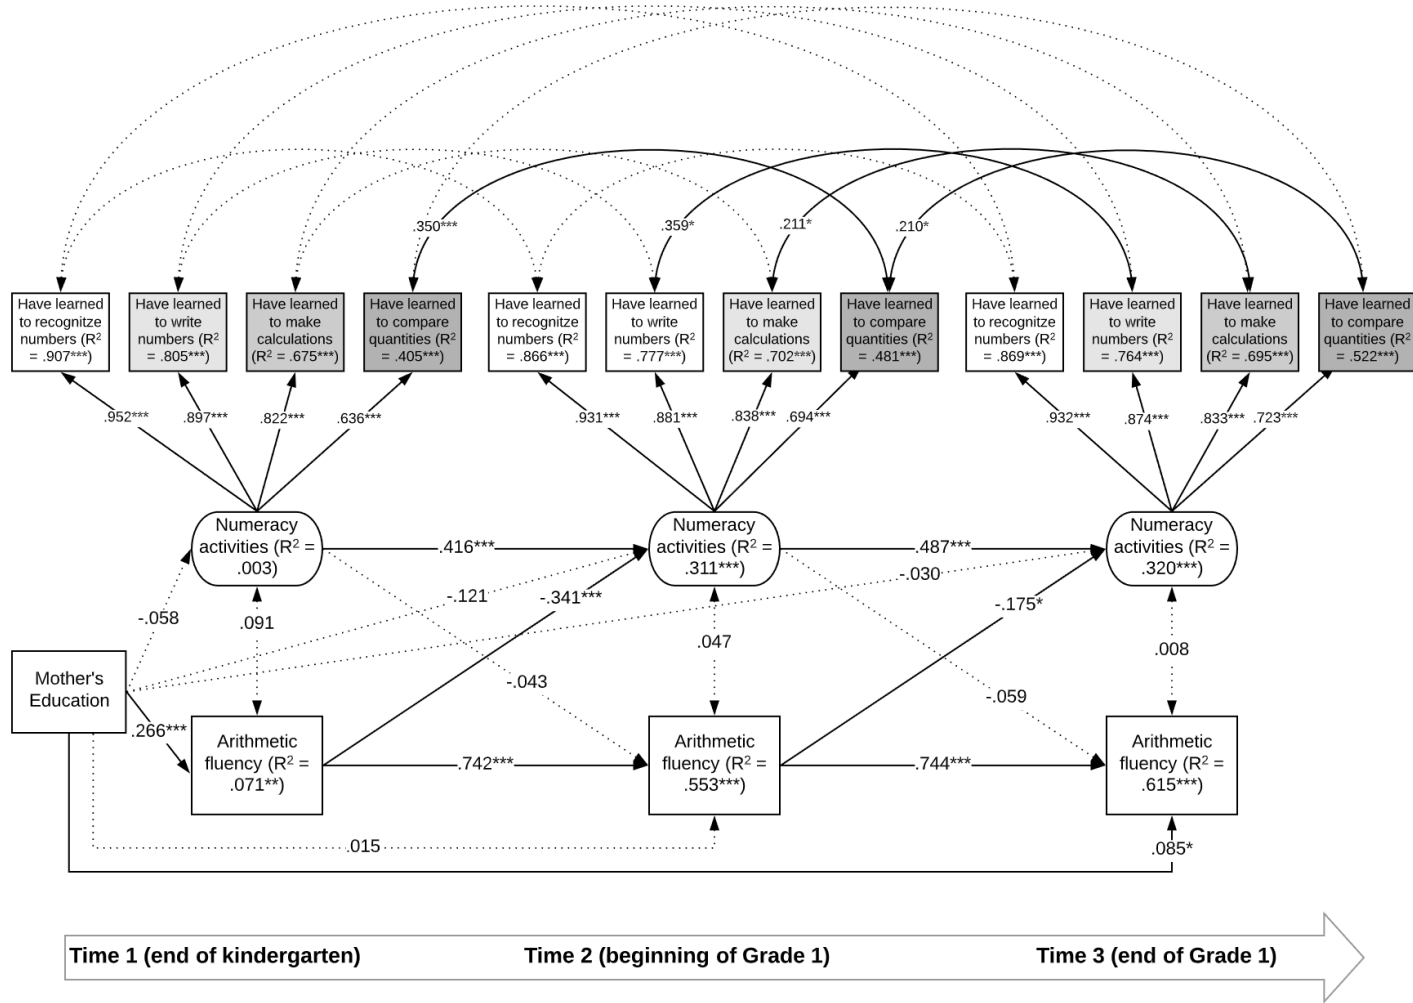 .350***
.359*
.211*
.210*
Have learned
to recognitze
numbers (R²
= .907***)
Have learned
to write
numbers (R²
= .805***)
Have learned
to make
calculations
(R² = .675***)
Have learned
to compare
quantities (R²
= .405***)
Have learned
to recognitze
numbers (R²
= .866***)
Have learned
to write
numbers (R²
= .777***)
Have learned
to make
calculations
(R² = .702***)
Have learned
to compare
quantities (R²
= .481***)
Have learned
to recognitze
numbers (R²
= .869***)
Have learned
to write
numbers (R²
= .764***)
Have learned
to make
calculations
(R² = .695***)
Have learned
to compare
quantities (R²
= .522***)
.952***
.897***
.822***
.636***
.931***
.881***
.838***
.694***
.932***
.874***
.833***
.723***
Numeracy
activities (R² =
.003)
.416***
Numeracy
activities (R² =
.311***)
.487***
Numeracy
activities (R² =
.320***)
-.030
-.058
.091
-.121
-.341***
.047
-.175*
.008
Mother's
Education
-.043
-.059
.266***
Arithmetic
fluency (R² =
.071**)
.742***
Arithmetic
fluency (R² =
.553***)
.744***
Arithmetic
fluency (R² =
.615***)
.015
.085*
Time 1 (end of kindergarten)
Time 2 (beginning of Grade 1)
Time 3 (end of Grade 1)